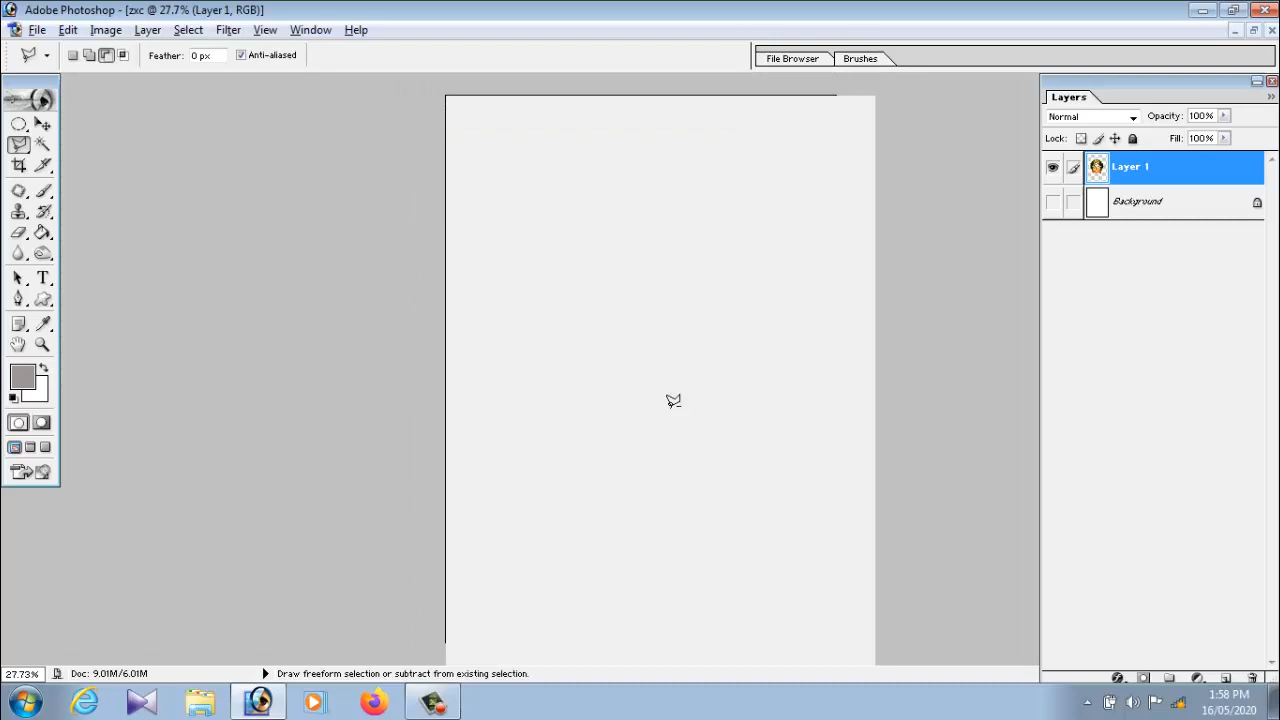 Adobe Photoshop - [zxc @ 27.7% (Layer 1, RGB)]
File Edit Image Layer Select Filter View Window Help
Feather: 0 px Anti-aliased File Browser Brushes
Layers
Normal Opacity: 100%
Lock: Fill: 100%
Layer 1
Background
T
27.73% Doc: 9.01M/6.01M Draw freeform selection or subtract from existing selection.
1:58 PM
16/05/2020